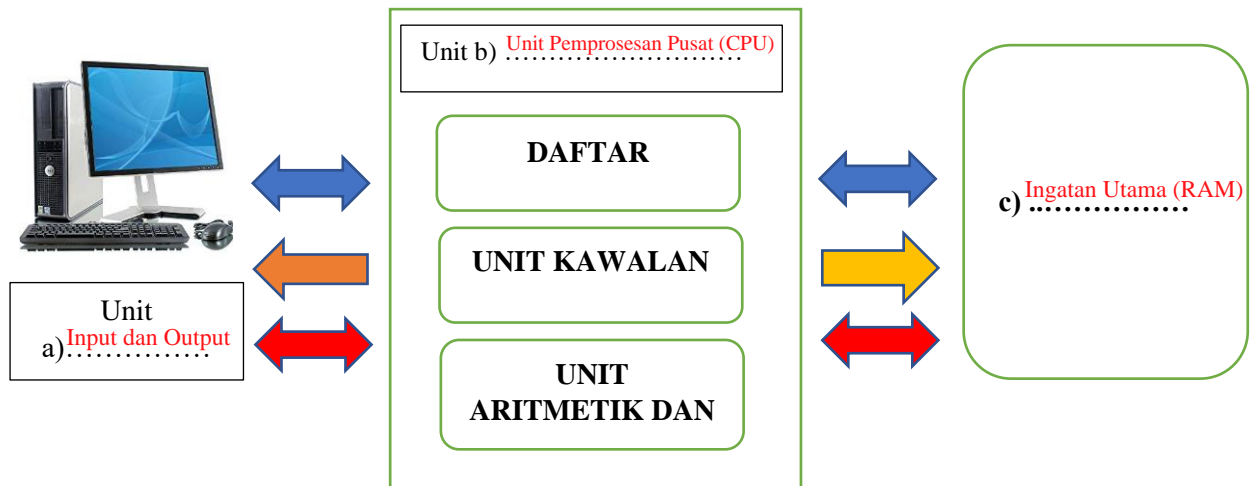 Unit b) Unit Pemprosesan Pusat (CPU)
...........................
DAFTAR
UNIT KAWALAN
UNIT
ARITMETIK DAN
Unit
a) Input dan Output
...............
c) Ingatan Utama (RAM)
..................